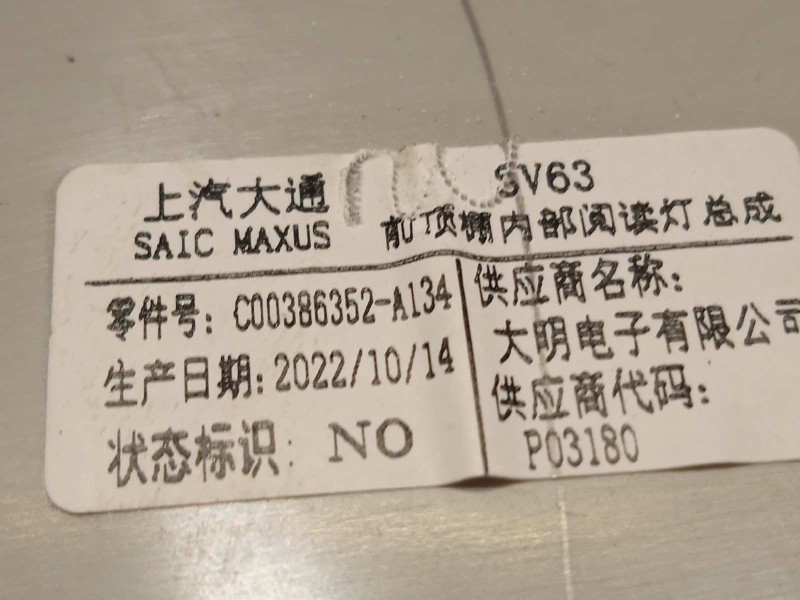 上汽大通
SAIC MAXUS
SV63
前顶棚内部阅读灯总成
零件号: C00386352-A134
生产日期: 2022/10/14
状态标识: NO
供应商名称:
大明电子有限公司
供应商代码:
P03180